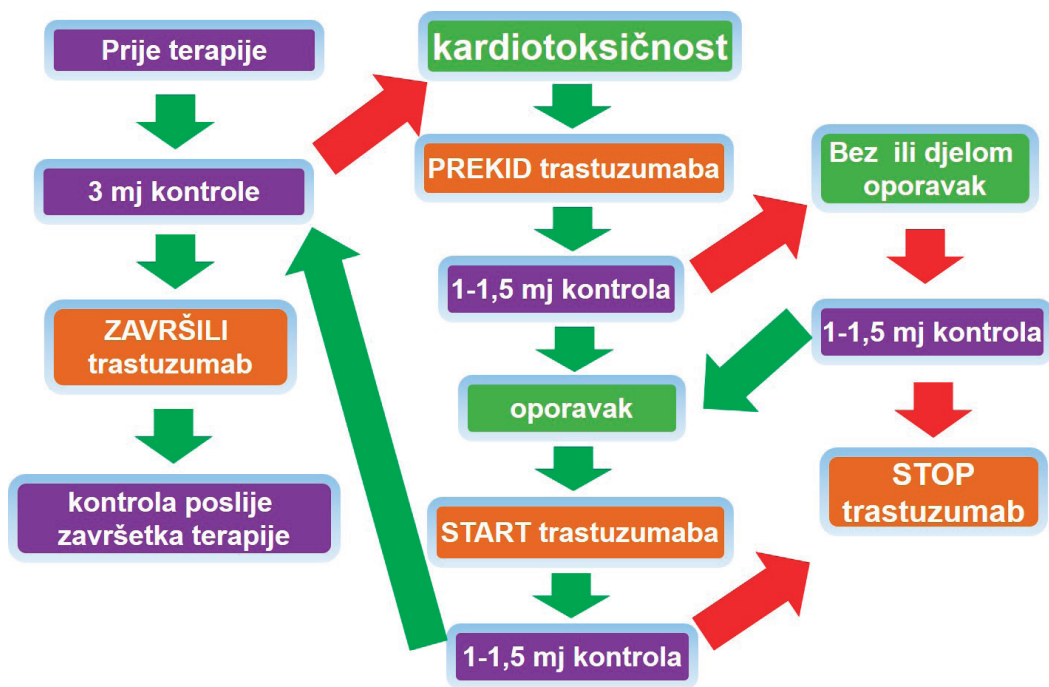 Prije terapije
3 mj kontrole
ZAVRŠILI
trastuzumab
kontrola poslije
završetka terapije
kardiotoksičnost
PREKID trastuzumaba
1-1,5 mj kontrola
oporavak
START trastuzumaba
1-1,5 mj kontrola
Bez ili djelom
oporavak
1-1,5 mj kontrola
STOP
trastuzumab